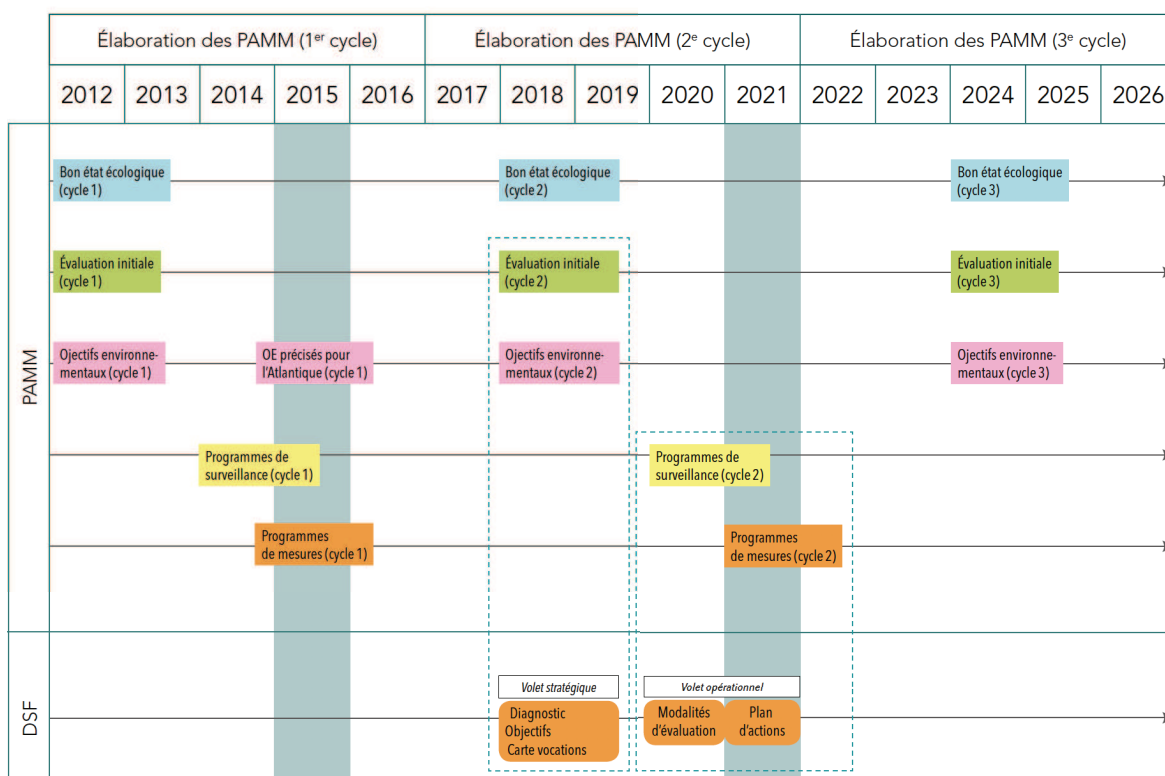 Élaboration des PAMM (1er cycle)
Élaboration des PAMM (2e cycle)
Élaboration des PAMM (3e cycle)
2012
2013
2014
2015
2016
2017
2018
2019
2020
2021
2022
2023
2024
2025
2026
PAMM
Bon état écologique
(cycle 1)
Bon état écologique
(cycle 2)
Bon état écologique
(cycle 3)
Évaluation initiale
(cycle 1)
Évaluation initiale
(cycle 2)
Évaluation initiale
(cycle 3)
Ojectifs environne-
mentaux (cycle 1)
OE précisés pour
l'Atlantique (cycle 1)
Ojectifs environne-
mentaux (cycle 2)
Ojectifs environne-
mentaux (cycle 3)
Programmes de
surveillance (cycle 1)
Programmes de
surveillance (cycle 2)
Programmes
de mesures (cycle 1)
Programmes
de mesures (cycle 2)
DSF
Volet stratégique
Diagnostic
Objectifs
Carte vocations
Volet opérationnel
Modalités
d'évaluation
Plan
d'actions